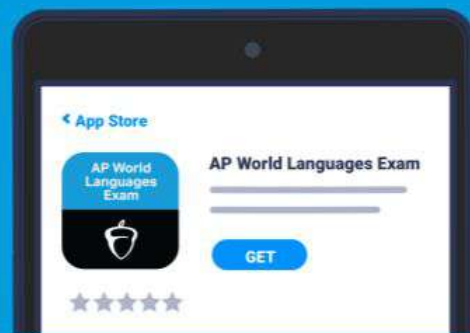 < App Store
AP World
Languages
Exam
AP World Languages Exam
GET